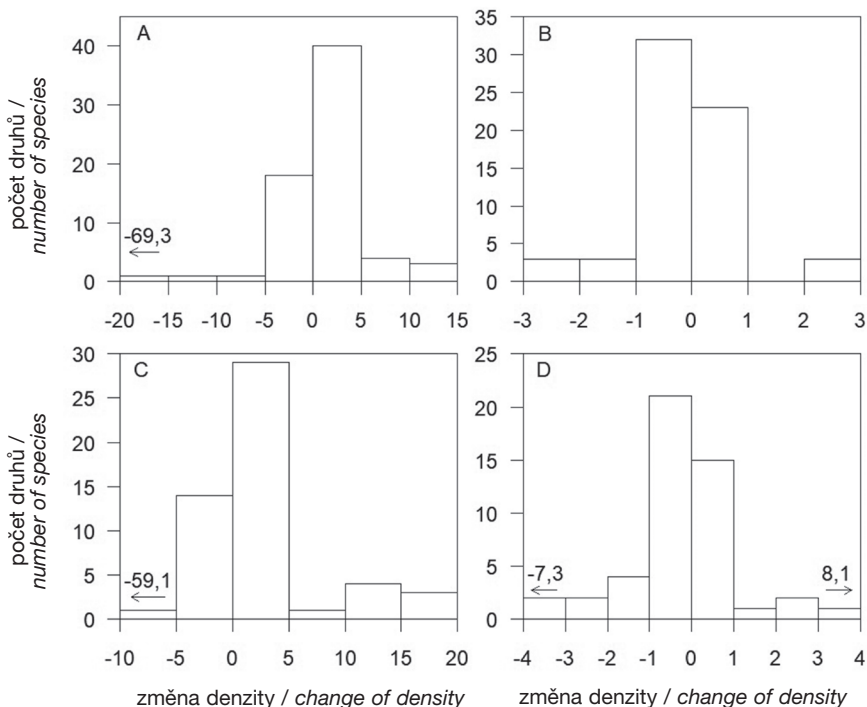 počet druhů /
number of species
A
40
30
20
10
0
-69,3
-20 -15 -10 -5 0 5 10 15
B
35
30
25
20
15
10
5
0
-3 -2 -1 0 1 2 3
počet druhů /
number of species
C
30
25
20
15
10
5
0
-59,1
-10 -5 0 5 10 15 20
změna denzity / change of density
D
25
20
15
10
5
0
-7,3
8,1
-4 -3 -2 -1 0 1 2 3 4
změna denzity / change of density